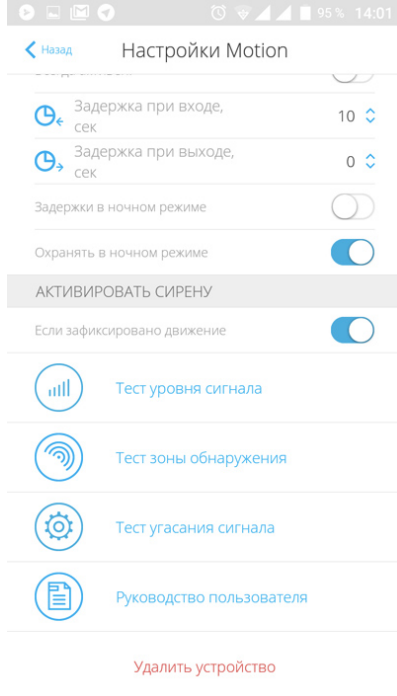 95 % 14:01
Назад Настройки Motion
Задержка при входе,
сек
10
Задержка при выходе,
сек
0
Задержки в ночном режиме
Охранять в ночном режиме
АКТИВИРОВАТЬ СИРЕНУ
Если зафиксировано движение
Тест уровня сигнала
Тест зоны обнаружения
Тест угасания сигнала
Руководство пользователя
Удалить устройство